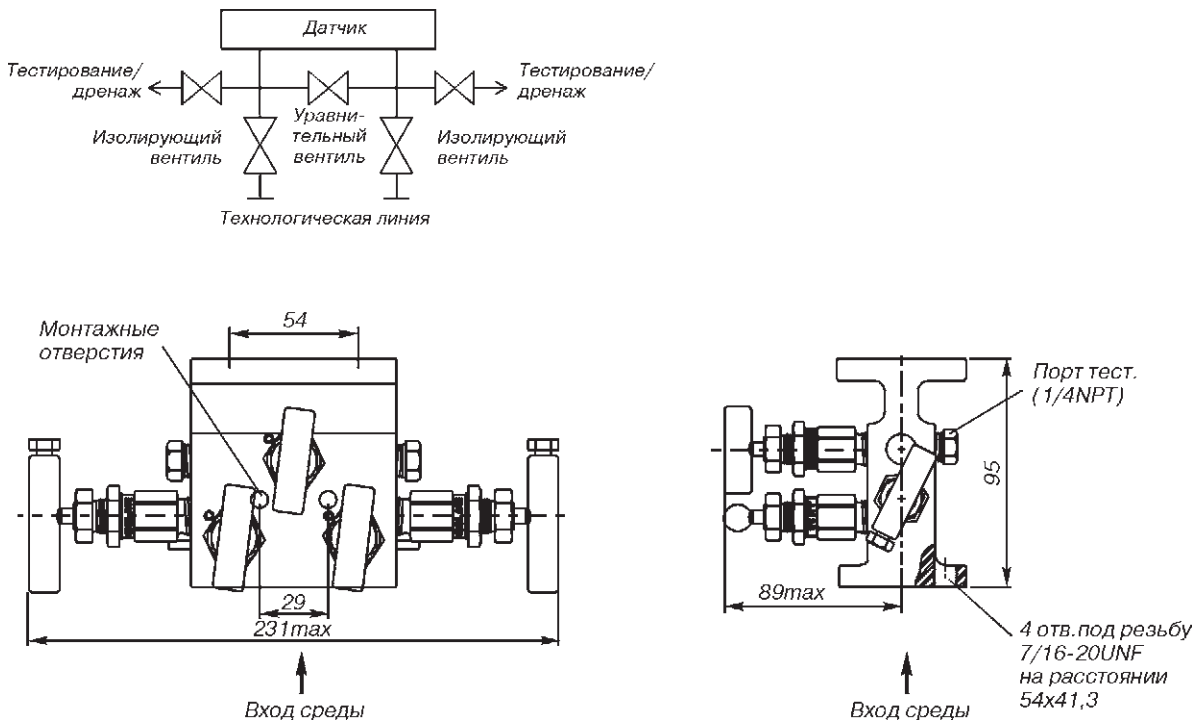 Датчик
Тестирование/
дренаж
Тестирование/
дренаж
Изолирующий
вентиль
Уравни-
тельный
вентиль
Изолирующий
вентиль
Технологическая линия
Монтажные
отверстия
54
29
231max
Вход среды
Порт тест.
(1/4NPT)
95
89max
4 отв.под резьбу
7/16-20UNF
на расстоянии
54x41,3
Вход среды